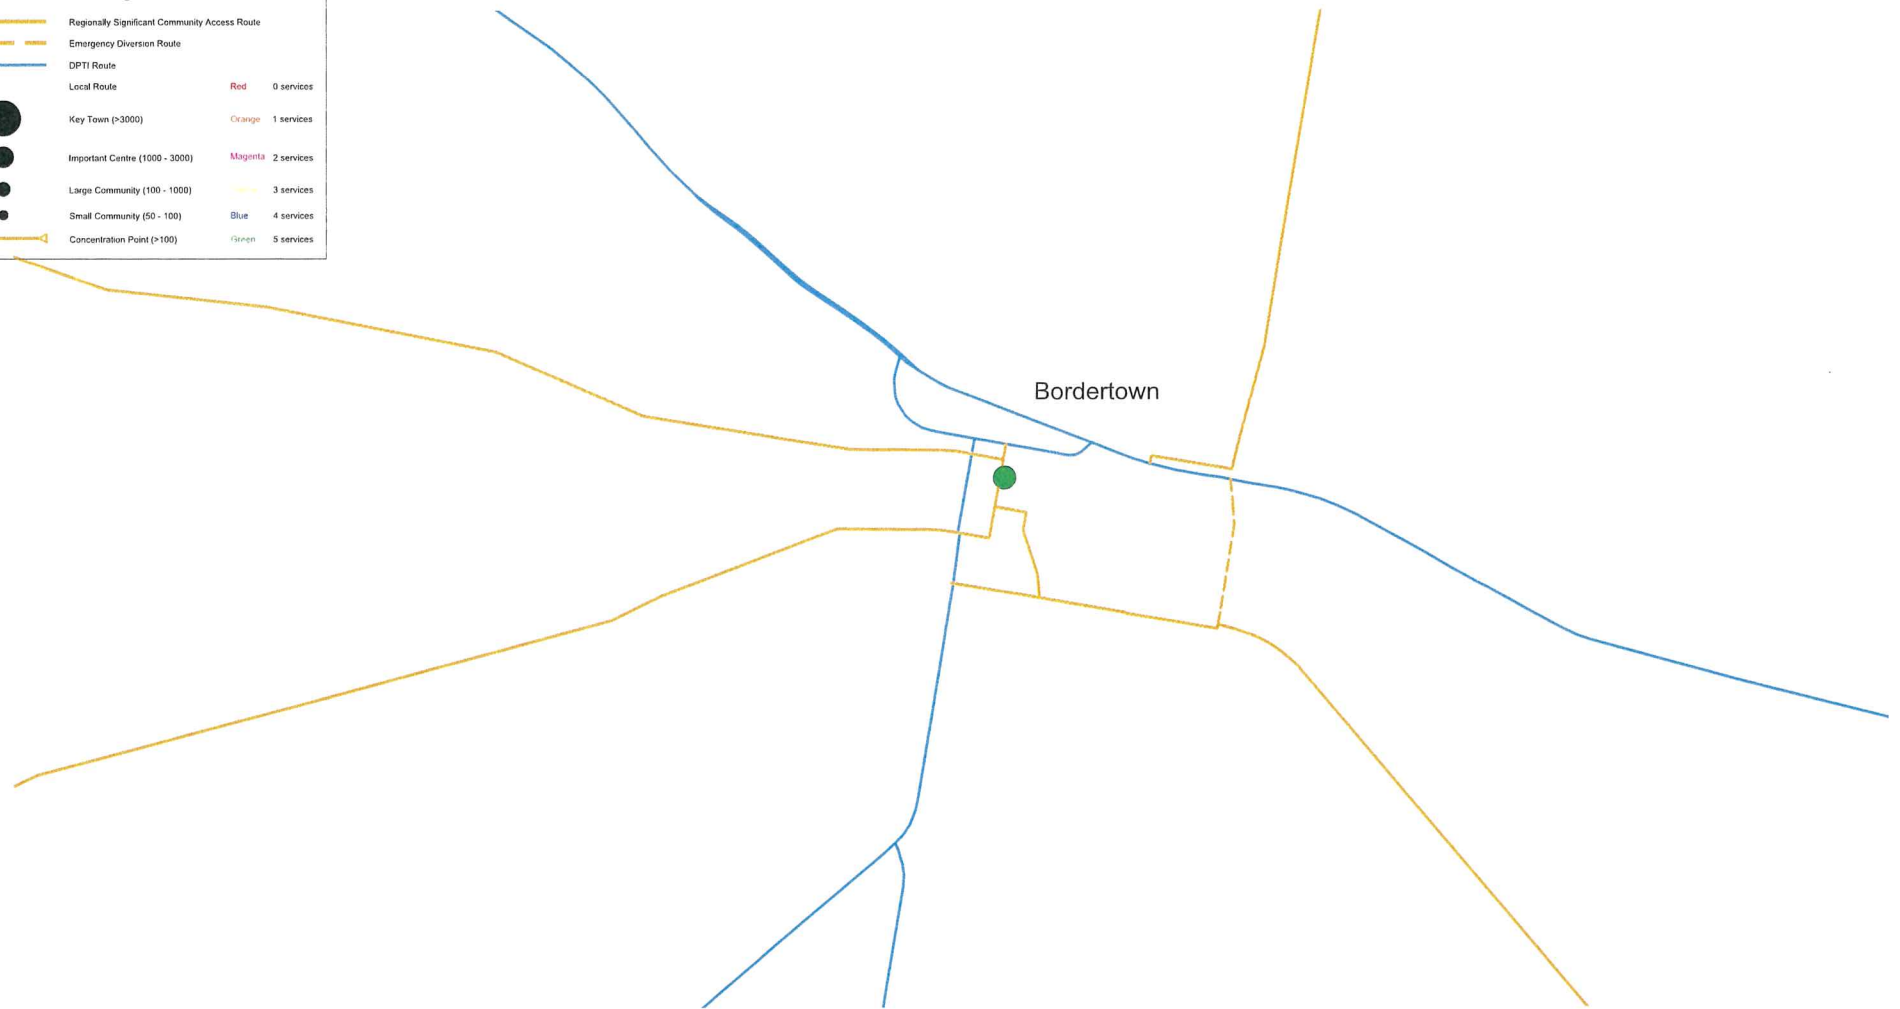 Regionally Significant Community Access Route
Emergency Diversion Route
DPTI Route
Local Route Red 0 services
Key Town (>3000) Orange 1 services
Important Centre (1000 - 3000) Magenta 2 services
Large Community (100 - 1000) 3 services
Small Community (50 - 100) Blue 4 services
Concentration Point (>100) Green 5 services
Bordertown